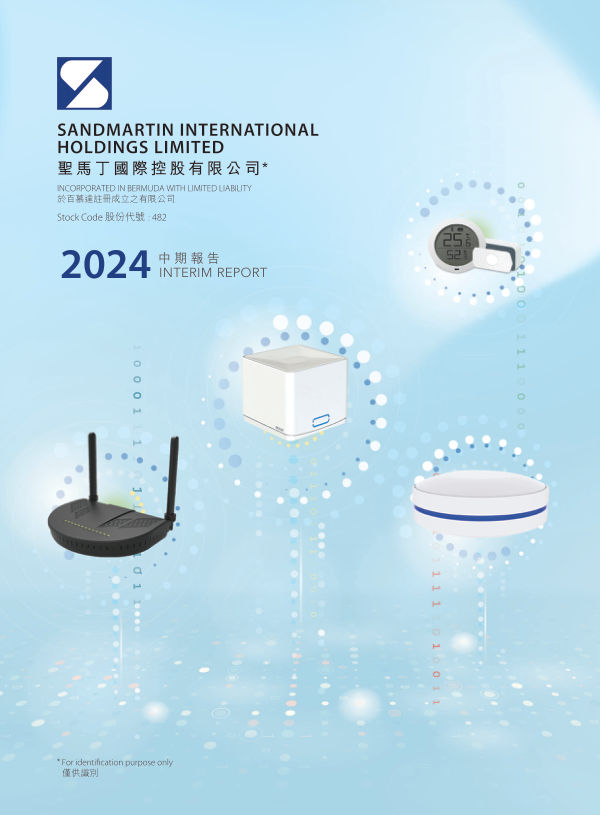 SANDMARTIN INTERNATIONAL
HOLDINGS LIMITED
聖馬丁國際控股有限公司*
INCORPORATED IN BERMUDA WITH LIMITED LIABILITY
於百慕達註冊成立之有限公司
Stock Code 股份代號 : 482
2024 中期報告
INTERIM REPORT
* For identification purpose only
僅供識別